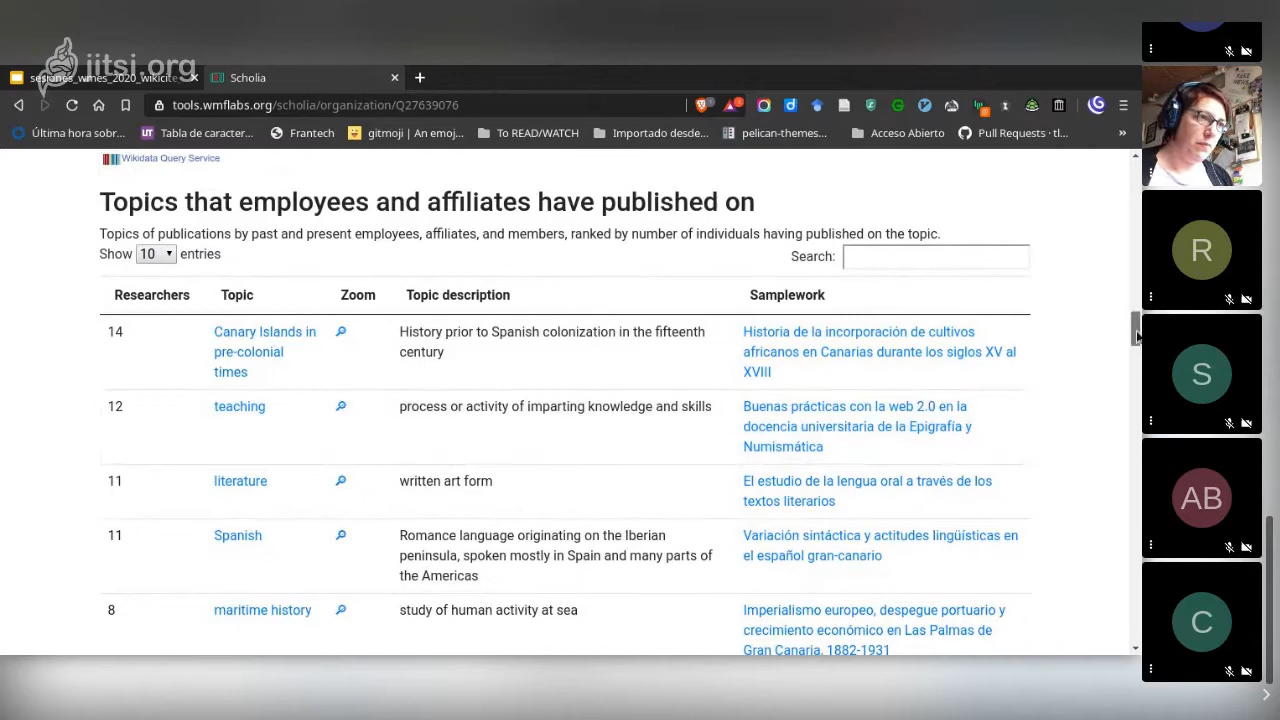 jitsi.org
sesiones_wmes_2020_wikicite
Scholia
tools.wmflabs.org/scholia/organization/Q27639076
Última hora sobr...
Tabla de caracter...
Frantech
gitmoji | An emoj...
To READ/WATCH
Importado desde...
pelican-themes...
Acceso Abierto
Pull Requests · tl...
Wikidata Query Service
Topics that employees and affiliates have published on
Topics of publications by past and present employees, affiliates, and members, ranked by number of individuals having published on the topic.
Show 10 entries
Search:
Researchers Topic Zoom Topic description Samplework
14 Canary Islands in History prior to Spanish colonization in the fifteenth Historia de la incorporación de cultivos
pre-colonial century africanos en Canarias durante los siglos XV al
times XVIII
12 teaching process or activity of imparting knowledge and skills Buenas prácticas con la web 2.0 en la
docencia universitaria de la Epigrafía y
Numismática
11 literature written art form El estudio de la lengua oral a través de los
textos literarios
11 Spanish Romance language originating on the Iberian Variación sintáctica y actitudes lingüísticas en
peninsula, spoken mostly in Spain and many parts of el español gran-canario
the Americas
8 maritime history study of human activity at sea Imperialismo europeo, despegue portuario y
crecimiento económico en Las Palmas de
Gran Canaria, 1882-1931
R
S
AB
C